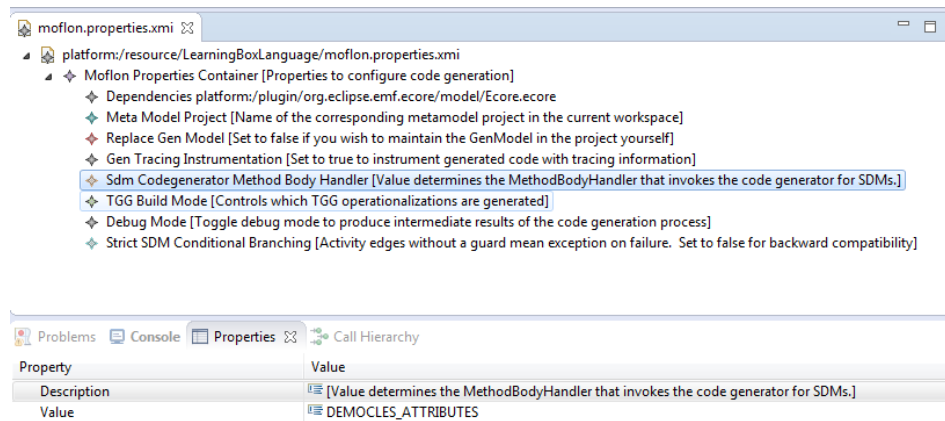 moflon.properties.xmi
platform:/resource/LearningBoxLanguage/moflon.properties.xmi
Moflon Properties Container [Properties to configure code generation]
Dependencies platform:/plugin/org.eclipse.emf.ecore/model/Ecore.ecore
Meta Model Project [Name of the corresponding metamodel project in the current workspace]
Replace Gen Model [Set to false if you wish to maintain the GenModel in the project yourself]
Gen Tracing Instrumentation [Set to true to instrument generated code with tracing information]
Sdm Codegenerator Method Body Handler [Value determines the MethodBodyHandler that invokes the code generator for SDMs.]
TGG Build Mode [Controls which TGG operationalizations are generated]
Debug Mode [Toggle debug mode to produce intermediate results of the code generation process]
Strict SDM Conditional Branching [Activity edges without a guard mean exception on failure.  Set to false for backward compatibility]
Problems Console Properties Call Hierarchy
Property Value
Description [Value determines the MethodBodyHandler that invokes the code generator for SDMs.]
Value DEMOCLES_ATTRIBUTES